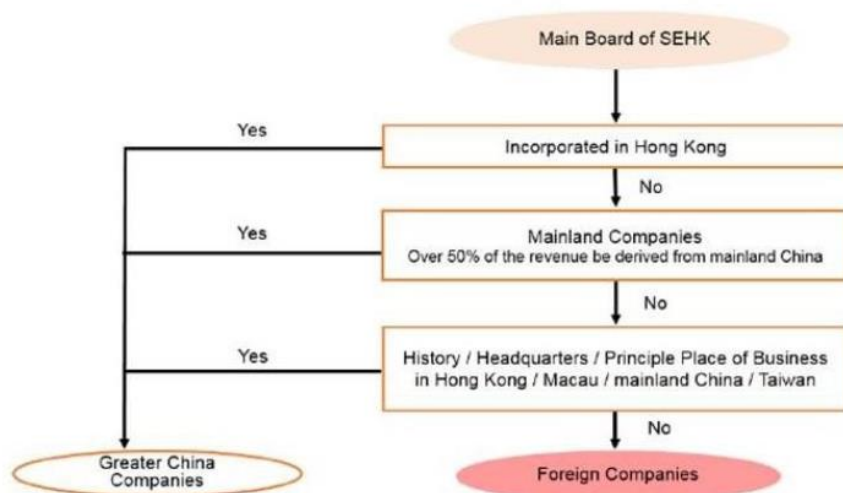 Main Board of SEHK
Yes
Incorporated in Hong Kong
No
Yes
Mainland Companies
Over 50% of the revenue be derived from mainland China
No
Yes
History / Headquarters / Principle Place of Business
in Hong Kong / Macau / mainland China / Taiwan
No
Greater China
Companies
Foreign Companies